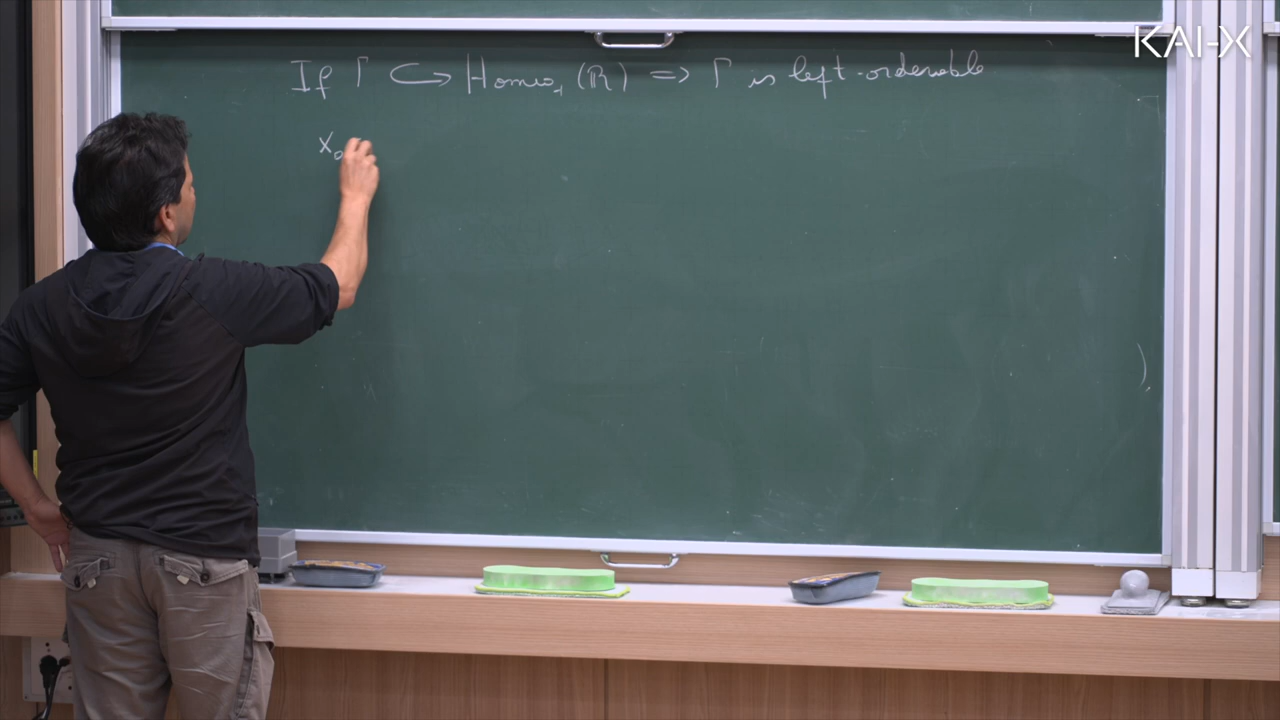 KAI-X
If Γ ↪ Homeo₊(R) ⇒ Γ is left-orderable
x₀